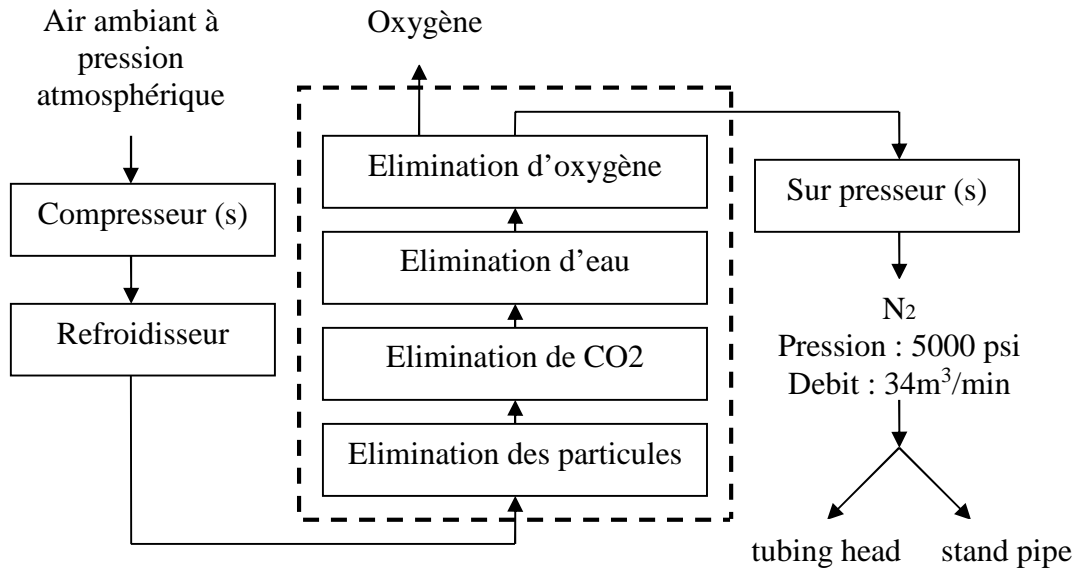 Air ambiant à
pression
atmosphérique
Compresseur (s)
Refroidisseur
Oxygène
Elimination d’oxygène
Elimination d’eau
Elimination de CO2
Elimination des particules
Sur presseur (s)
N2
Pression : 5000 psi
Debit : 34m³/min
tubing head
stand pipe